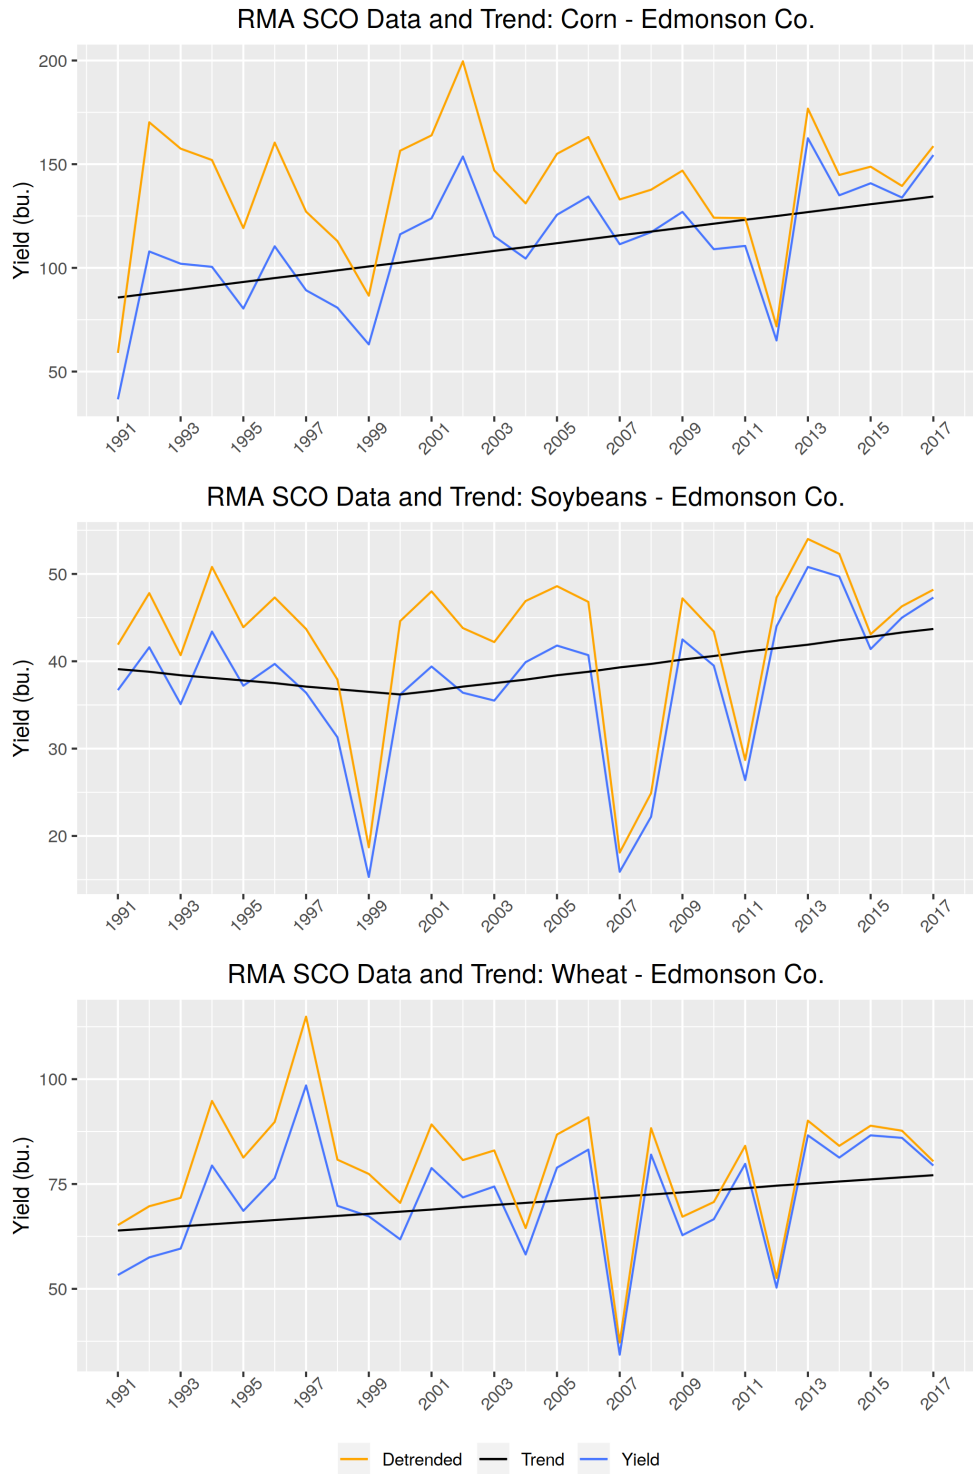 RMA SCO Data and Trend: Corn - Edmonson Co.
Yield (bu.)
200
150
100
50
1991 1993 1995 1997 1999 2001 2003 2005 2007 2009 2011 2013 2015 2017
RMA SCO Data and Trend: Soybeans - Edmonson Co.
Yield (bu.)
50
40
30
20
1991 1993 1995 1997 1999 2001 2003 2005 2007 2009 2011 2013 2015 2017
RMA SCO Data and Trend: Wheat - Edmonson Co.
Yield (bu.)
100
75
50
1991 1993 1995 1997 1999 2001 2003 2005 2007 2009 2011 2013 2015 2017
Detrended Trend Yield